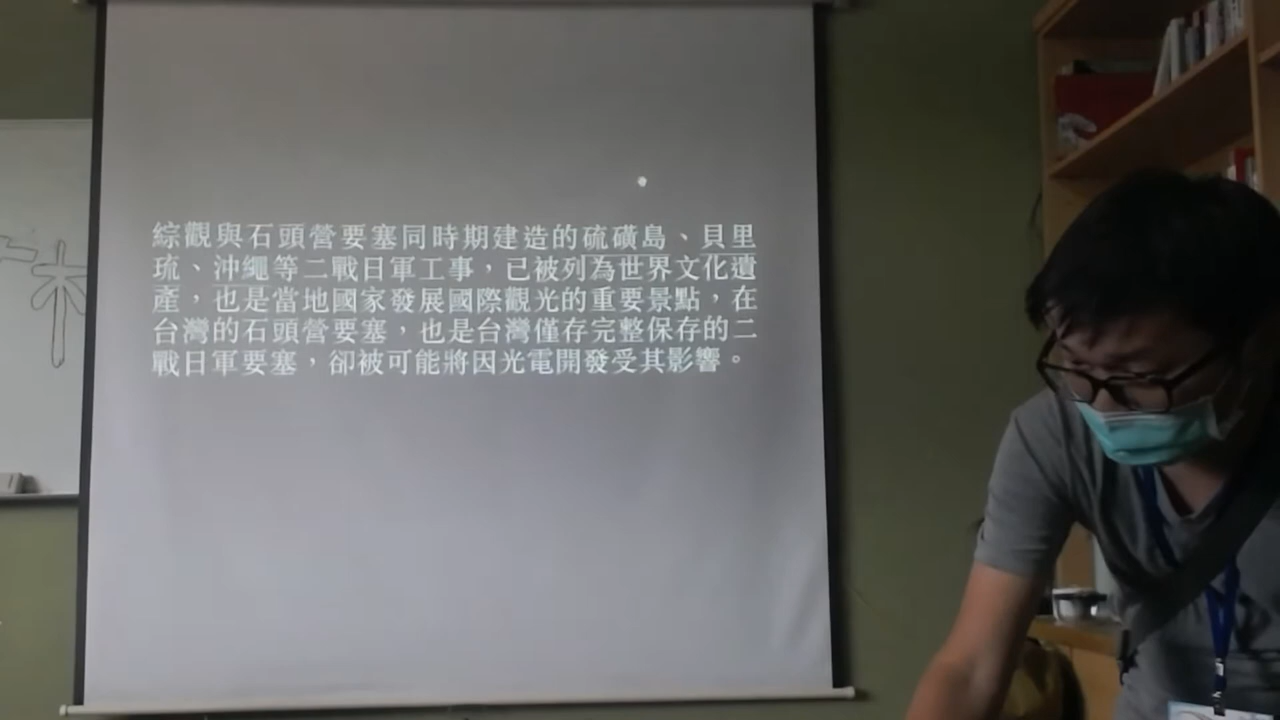 綜觀與石頭營要塞同時期建造的硫磺島、貝里
琉、沖繩等二戰日軍工事，已被列為世界文化遺
產，也是當地國家發展國際觀光的重要景點，在
台灣的石頭營要塞，也是台灣僅存完整保存的二
戰日軍要塞，卻被可能將因光電開發受其影響。